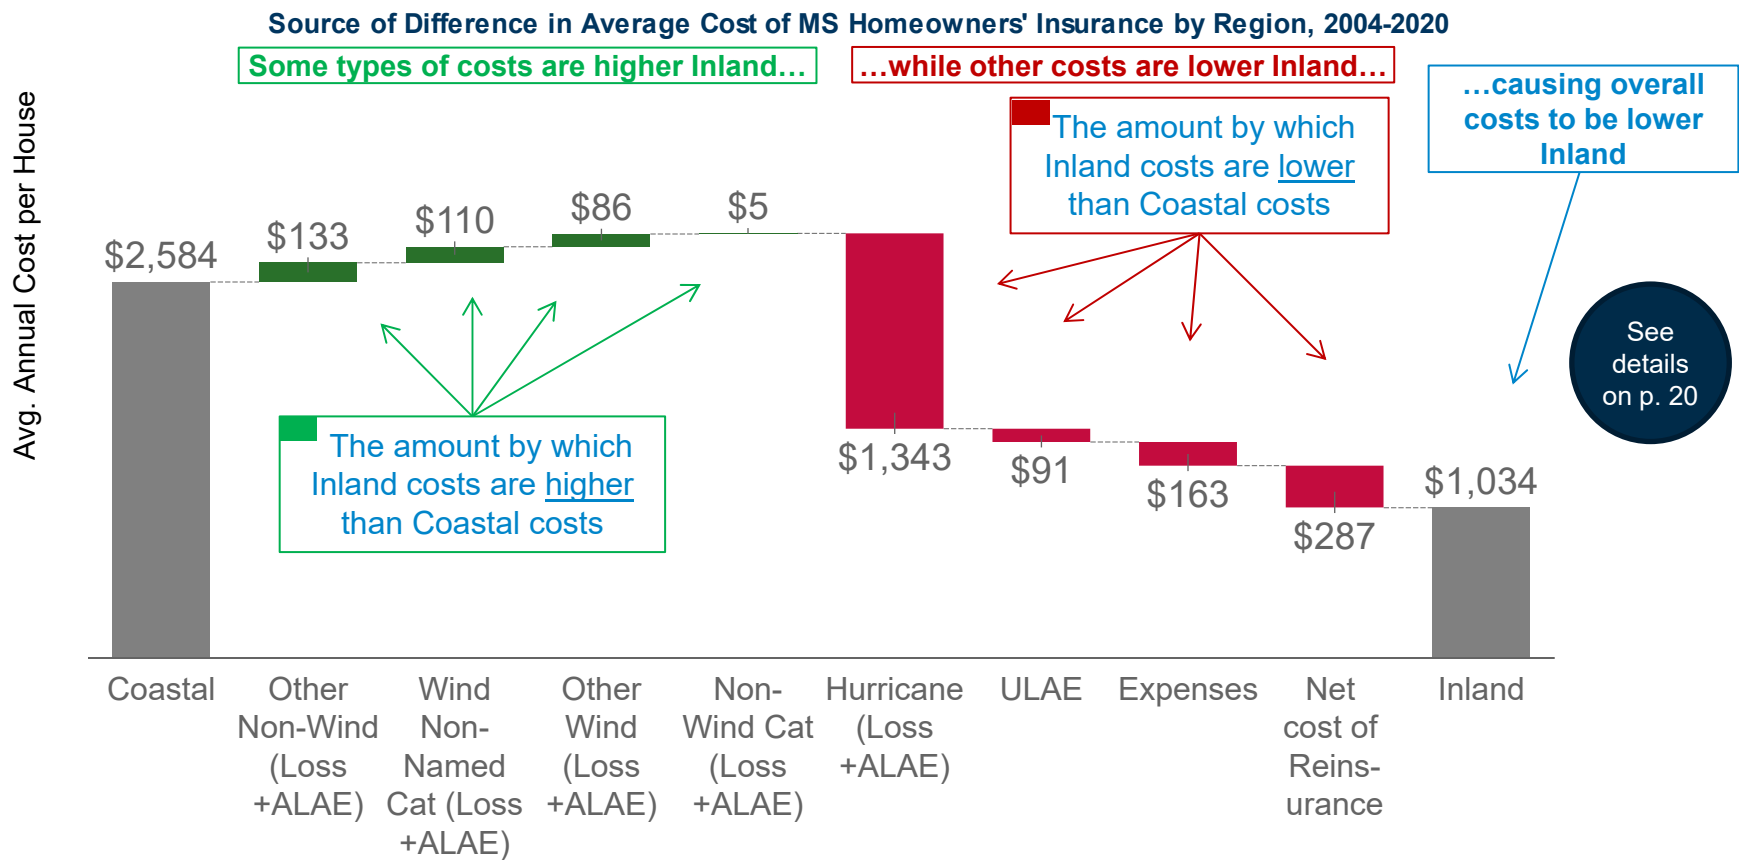 Source of Difference in Average Cost of MS Homeowners' Insurance by Region, 2004-2020
Some types of costs are higher Inland…
…while other costs are lower Inland…
…causing overall
costs to be lower
Inland
The amount by which
Inland costs are lower
than Coastal costs
Avg. Annual Cost per House
$2,584
$133
$110
$86
$5
$1,343
$91
$163
$287
$1,034
The amount by which
Inland costs are higher
than Coastal costs
See
details
on p. 20
Coastal
Other
Non-Wind
(Loss
+ALAE)
Wind
Non-
Named
Cat (Loss
+ALAE)
Other
Wind
(Loss
+ALAE)
Non-
Wind Cat
(Loss
+ALAE)
Hurricane
(Loss
+ALAE)
ULAE
Expenses
Net
cost of
Reins-
urance
Inland